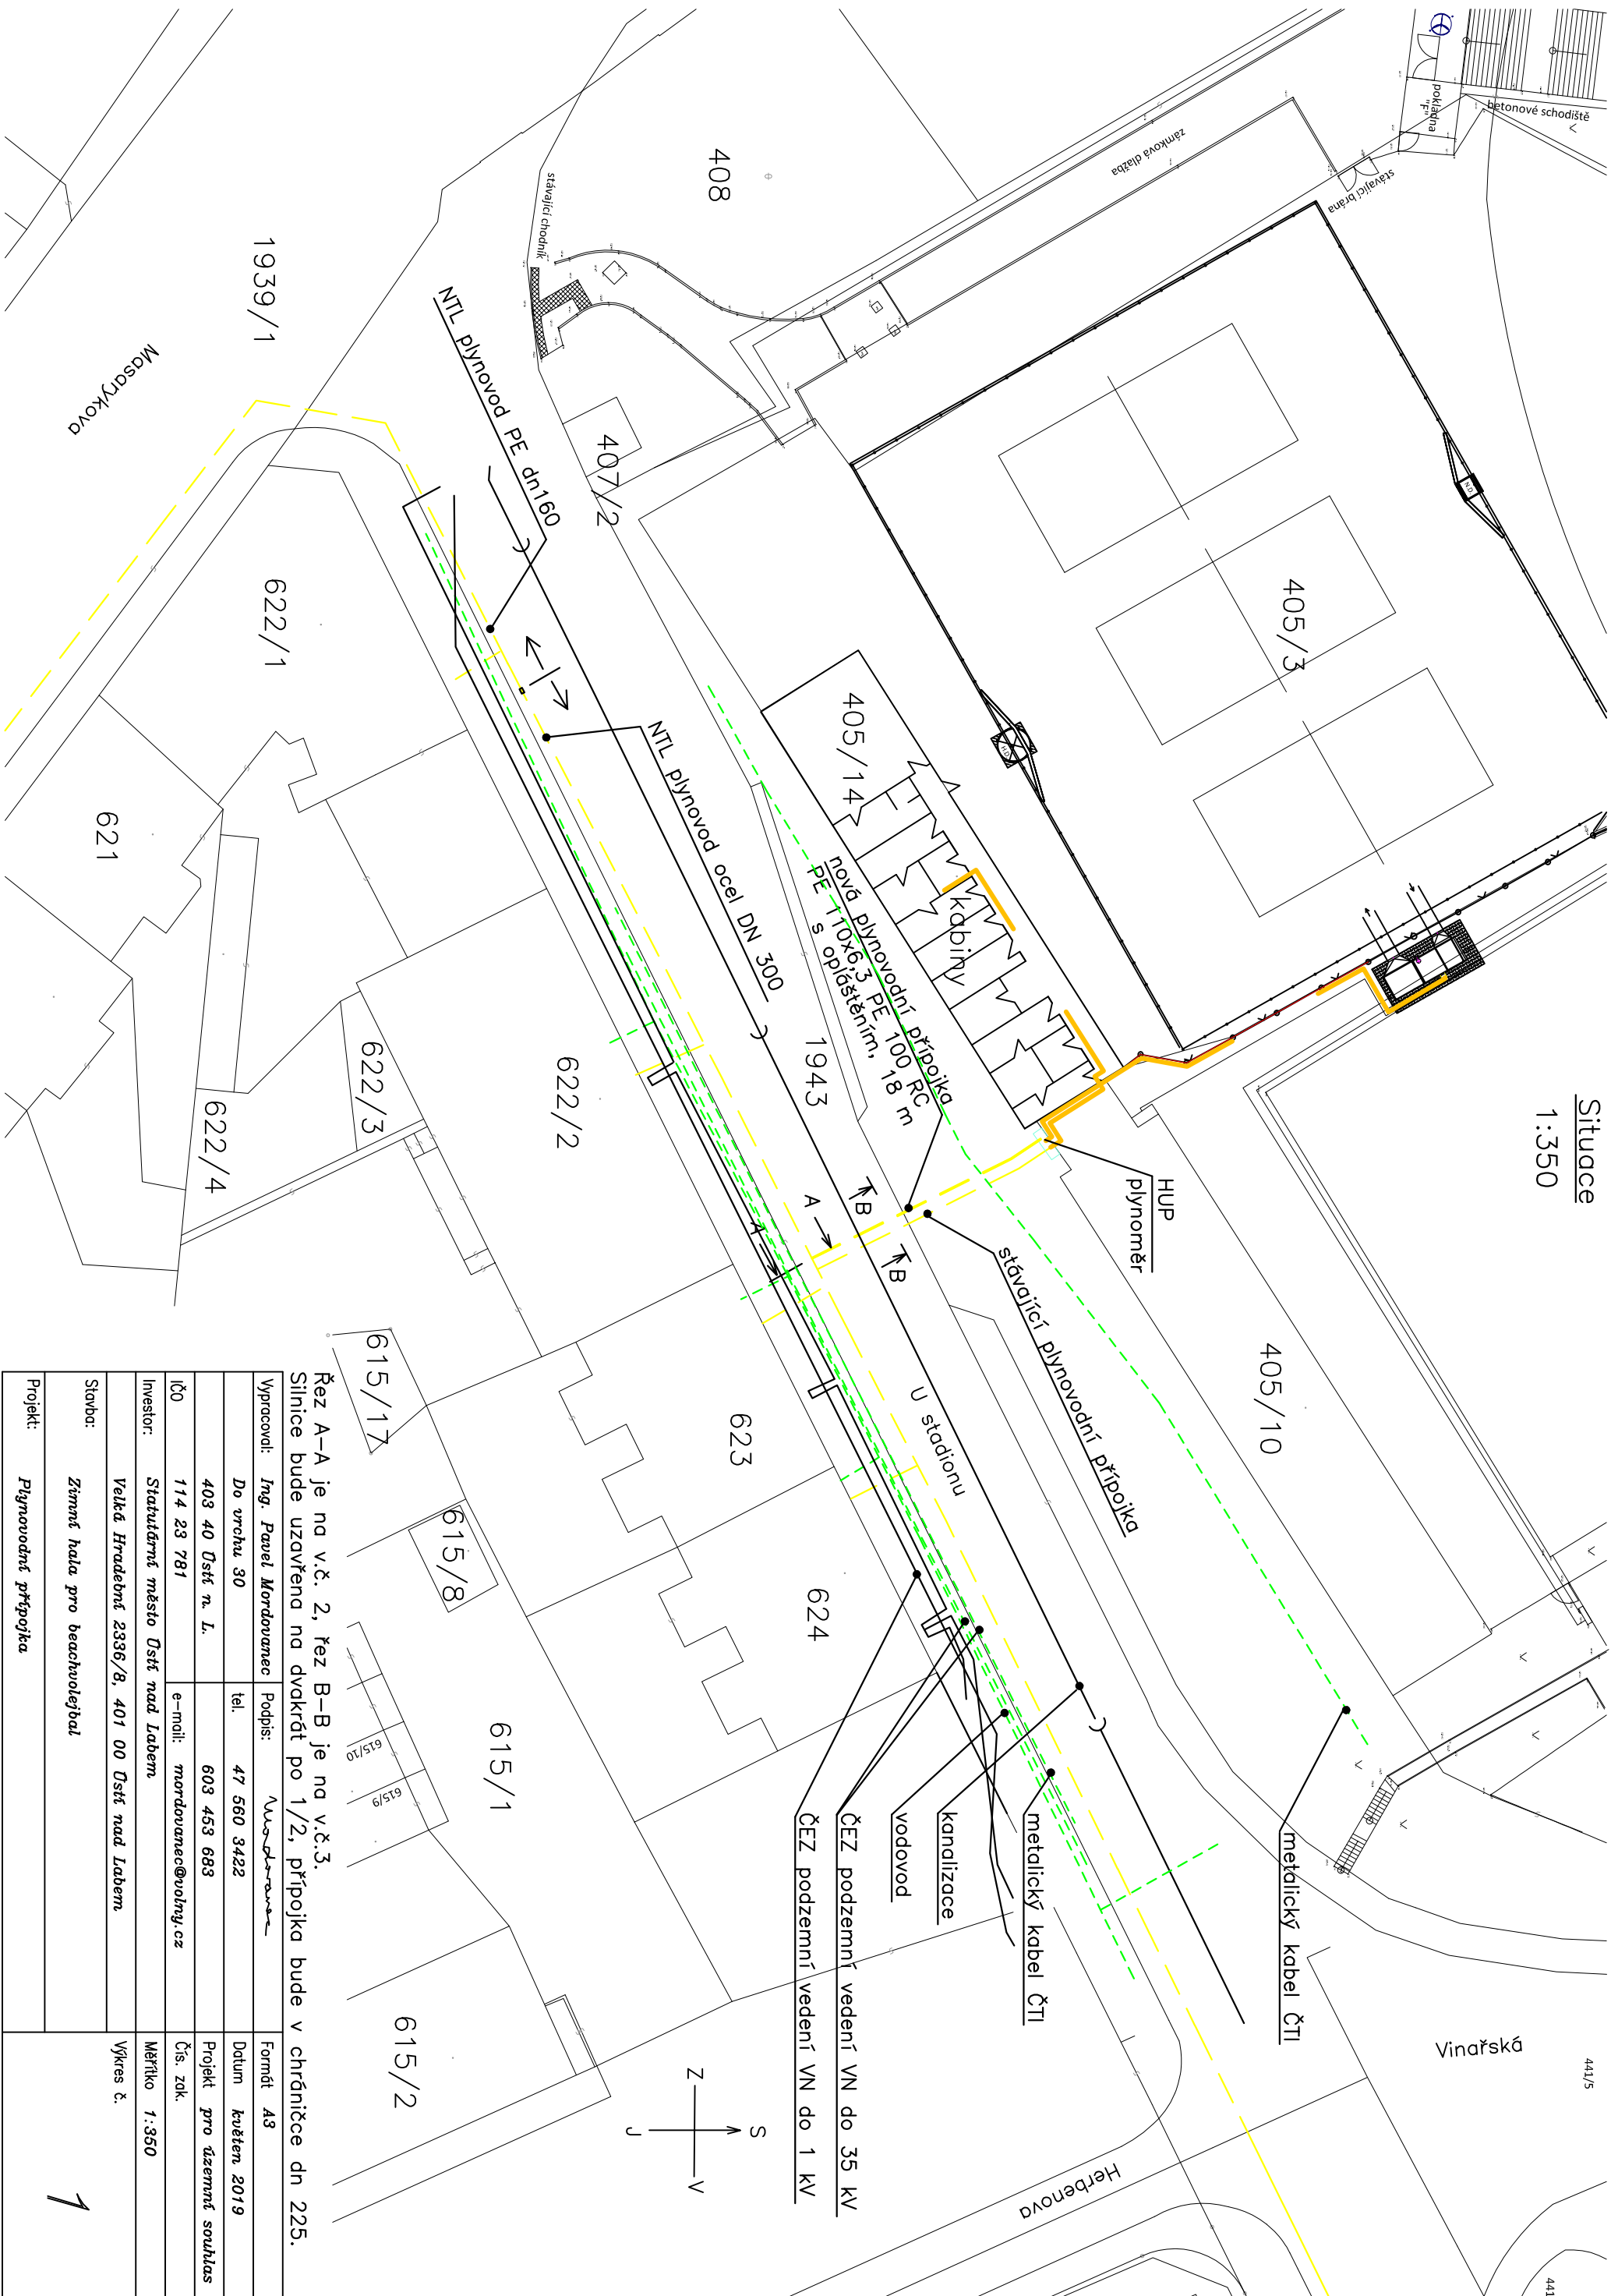 Situace
1:350
pokladna
"F"
betonové schodiště
stávající brána
zámková dlažba
408
stávající chodník
1939/1
Masarykova
NTL plynovod PE dn160
407/2
405/3
405/14
kabiny
nová plynovodní přípojka
PE 110x6,3 PE 100 RC
s opláštěním, 18 m
NTL plynovod ocel DN 300
1943
622/1
621
622/2
622/3
622/4
HUP
plynoměr
A
A
B
B
stávající plynovodní přípojka
405/10
U stadionu
623
624
615/17
615/8
615/10
615/9
615/1
615/2
metalický kabel ČTI
metalický kabel ČTI
kanalizace
vodovod
ČEZ podzemní vedení VN do 35 kV
ČEZ podzemní vedení VN do 1 kV
Vinařská
441/5
441
Herbenova
S
Z
V
J
Řez A-A je na v.č. 2, řez B-B je na v.č.3.
Silnice bude uzavřena na dvakrát po 1/2, přípojka bude v chráničce dn 225.
Vypracoval: Ing. Pavel Mordovanec Podpis: Formát A3
Do vrchu 30 tel. 47 560 3422 Datum květen 2019
403 40 Ústí n. L. 603 453 683 Projekt pro územní souhlas
IČO 114 23 781 e-mail: mordovanec@volny.cz Čís. zak.
Investor: Statutární město Ústí nad Labem Měřítko 1:350
Velká Hradební 2336/8, 401 00 Ústí nad Labem Výkres č.
Stavba: Zimní hala pro beachvolejbal
1
Projekt: Plynovodní přípojka